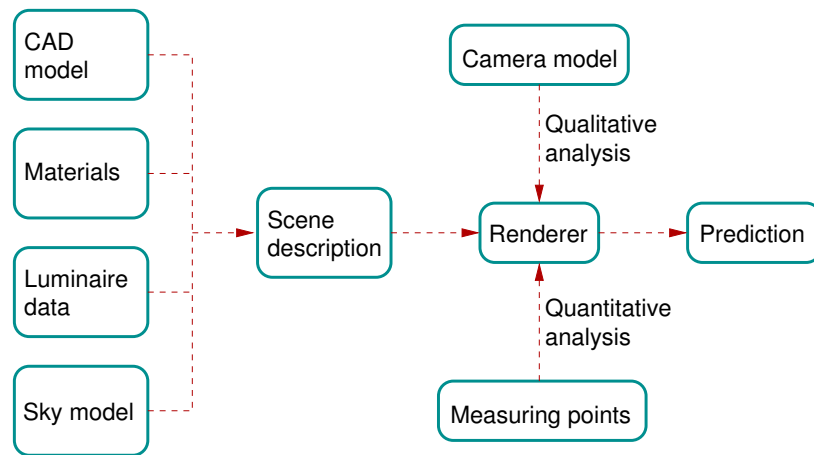 CAD
model
Materials
Luminaire
data
Sky model
Scene
description
Camera model
Qualitative
analysis
Renderer
Prediction
Quantitative
analysis
Measuring points